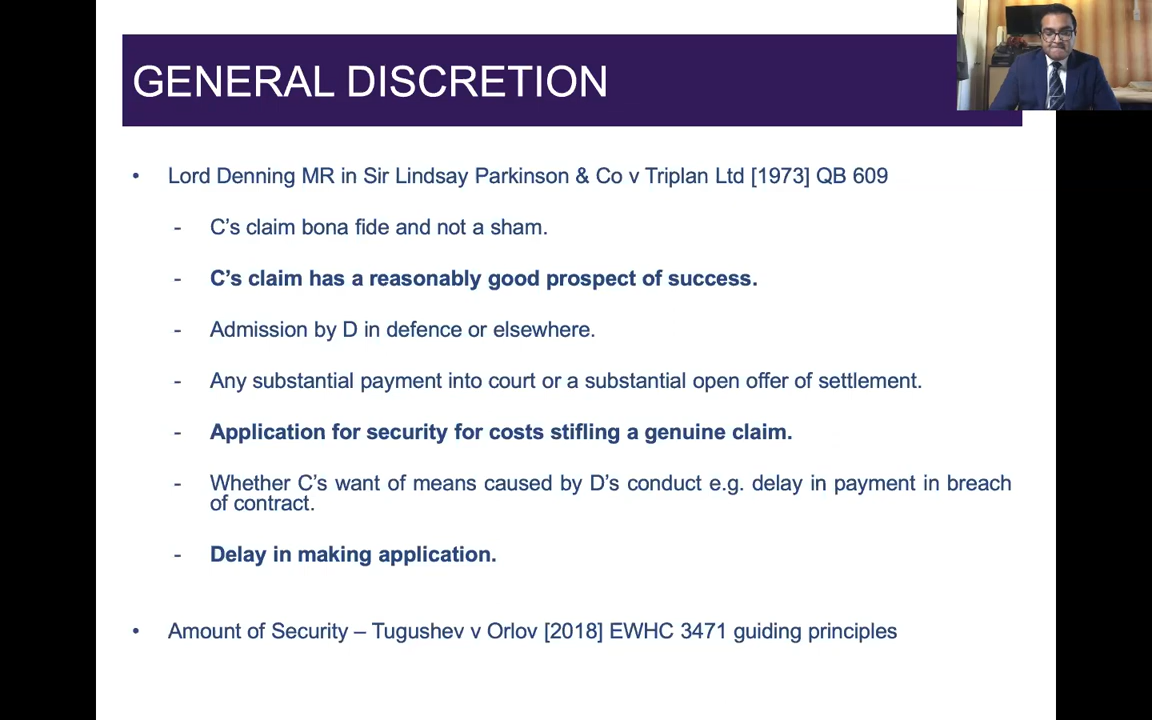 GENERAL DISCRETION
• Lord Denning MR in Sir Lindsay Parkinson & Co v Triplan Ltd [1973] QB 609
- C’s claim bona fide and not a sham.
- C’s claim has a reasonably good prospect of success.
- Admission by D in defence or elsewhere.
- Any substantial payment into court or a substantial open offer of settlement.
- Application for security for costs stifling a genuine claim.
- Whether C’s want of means caused by D’s conduct e.g. delay in payment in breach
of contract.
- Delay in making application.
• Amount of Security – Tugushev v Orlov [2018] EWHC 3471 guiding principles